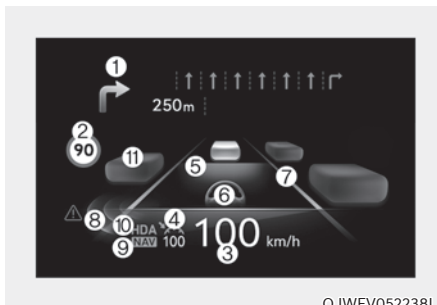 ①
250m
②
90
⑪
⑤
⑦
⑥
⑧
⑩ HDA ④
⑨ NAV 100 100 km/h
③
OJWEV052238L